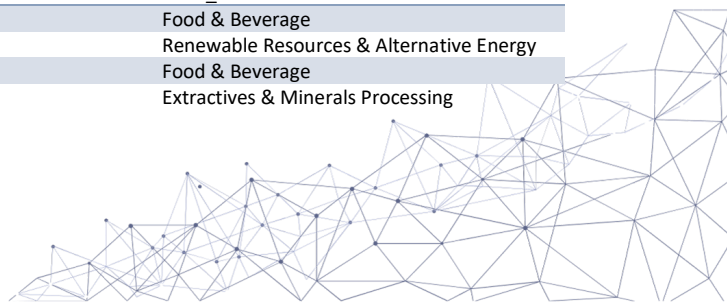 Food & Beverage
Renewable Resources & Alternative Energy
Food & Beverage
Extractives & Minerals Processing